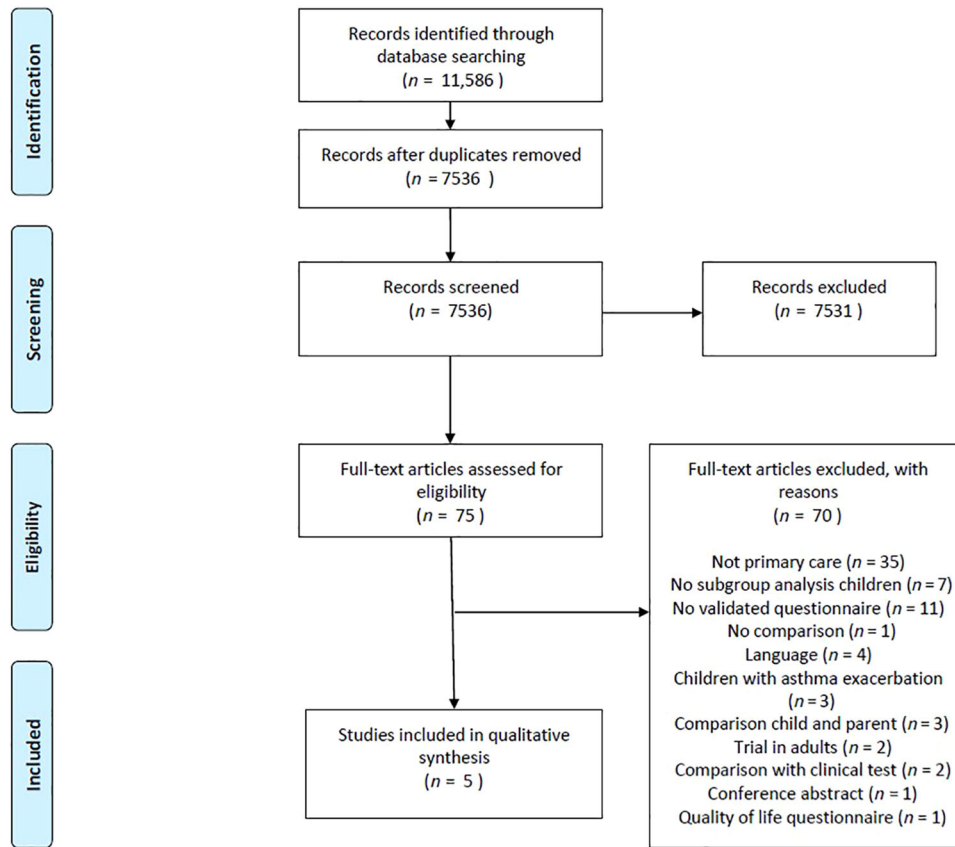 Identification
Records identified through
database searching
(n = 11,586 )
Records after duplicates removed
(n = 7536 )
Screening
Records screened
(n = 7536)
Records excluded
(n = 7531 )
Eligibility
Full-text articles assessed for
eligibility
(n = 75 )
Full-text articles excluded, with
reasons
(n = 70 )
Not primary care (n = 35)
No subgroup analysis children (n = 7)
No validated questionnaire (n = 11)
No comparison (n = 1)
Language (n = 4)
Children with asthma exacerbation
(n = 3)
Comparison child and parent (n = 3)
Trial in adults (n = 2)
Comparison with clinical test (n = 2)
Conference abstract (n = 1)
Quality of life questionnaire (n = 1)
Included
Studies included in qualitative
synthesis
(n = 5 )